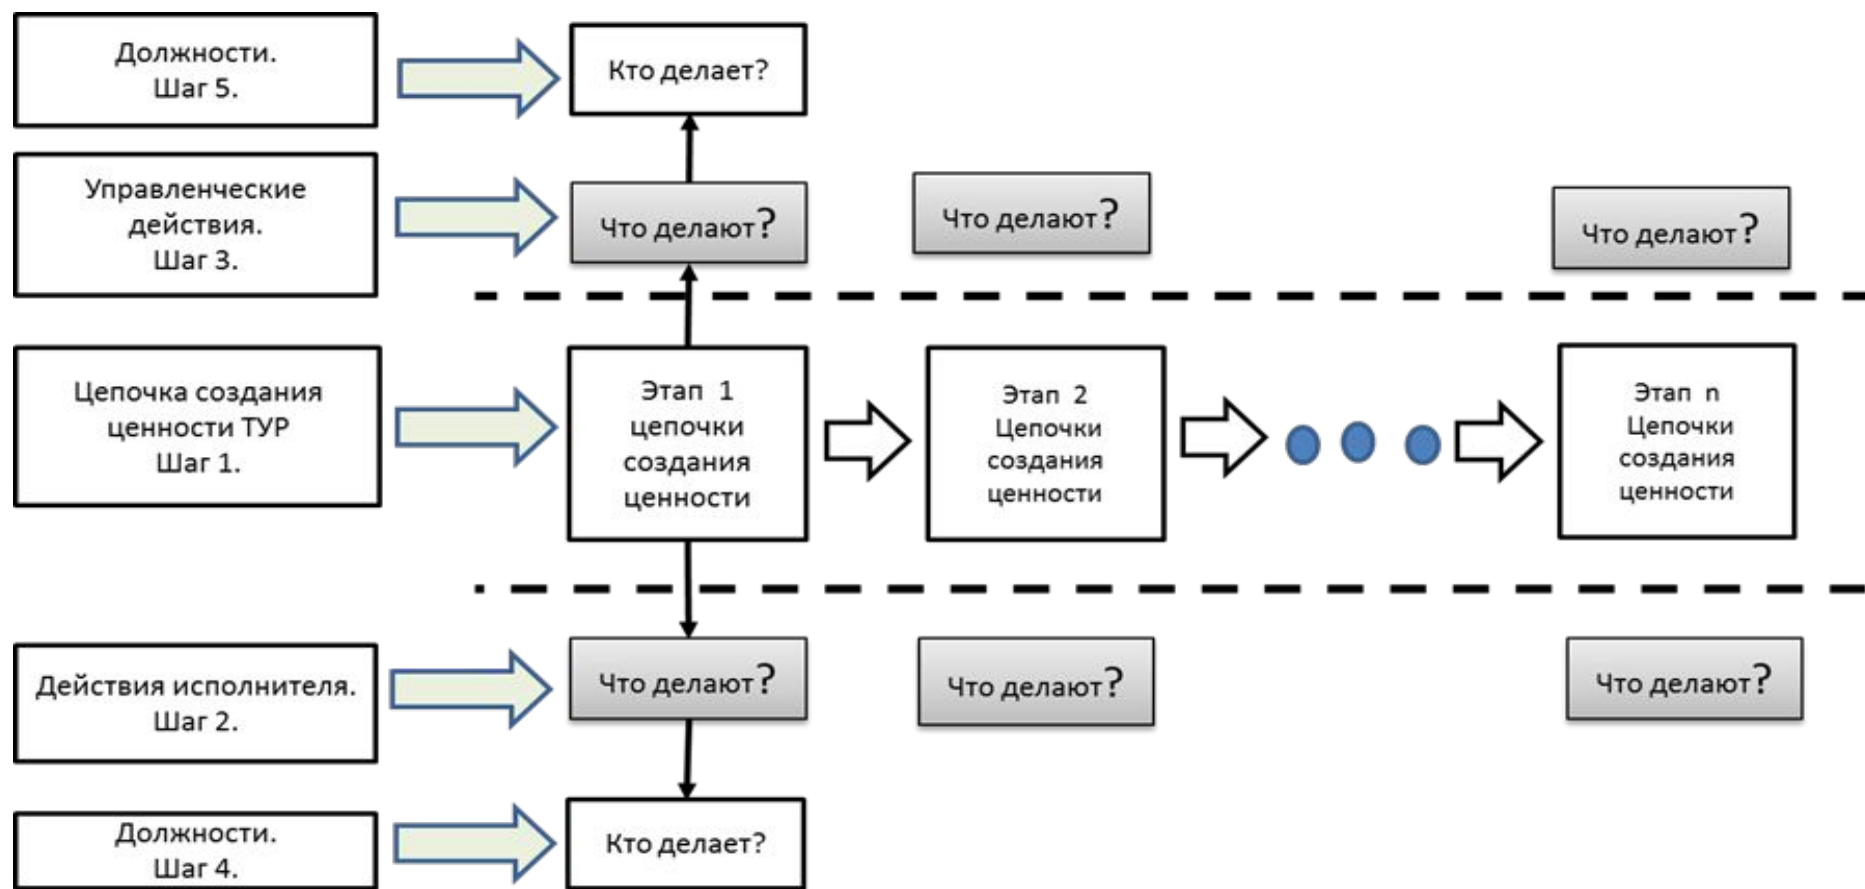 Должности.
Шаг 5.
Кто делает?
Управленческие
действия.
Шаг 3.
Что делают?
Что делают?
Что делают?
Цепочка создания
ценности ТУР
Шаг 1.
Этап 1
цепочки
создания
ценности
Этап 2
Цепочки
создания
ценности
Этап n
Цепочки
создания
ценности
Действия исполнителя.
Шаг 2.
Что делают?
Что делают?
Что делают?
Должности.
Шаг 4.
Кто делает?